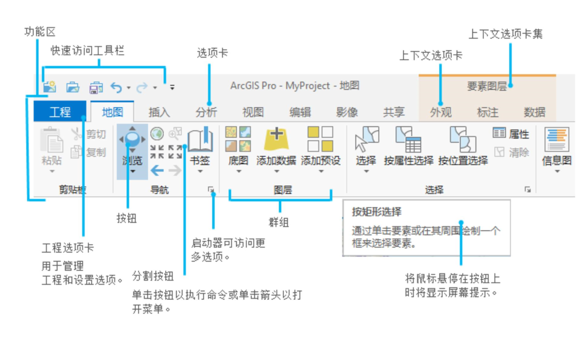 功能区
快速访问工具栏
选项卡
上下文选项卡
上下文选项卡集
ArcGIS Pro - MyProject - 地图
要素图层
工程 地图 插入 分析 视图 编辑 影像 共享 外观 标注 数据
粘贴 剪切 复制 浏览 书签 底图 添加数据 添加预设 选择 按属性选择 按位置选择 属性 清除 信息图
剪贴板 导航 图层 选择
按钮
群组
工程选项卡
用于管理
工程和设置选项。
启动器可访问更
多选项。
分割按钮
单击按钮以执行命令或单击箭头以打
开菜单。
按矩形选择
通过单击要素或在其周围绘制一个
框来选择要素。
将鼠标悬停在按钮上
时将显示屏幕提示。